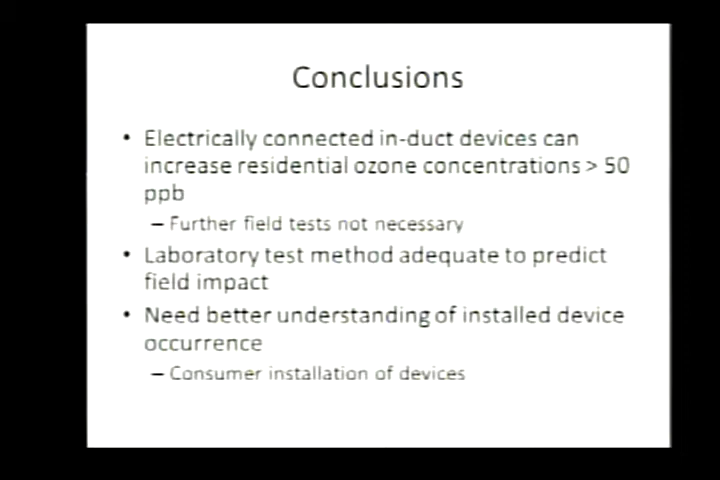 Conclusions
• Electrically connected in-duct devices can
increase residential ozone concentrations > 50
ppb
– Further field tests not necessary
• Laboratory test method adequate to predict
field impact
• Need better understanding of installed device
occurrence
– Consumer installation of devices